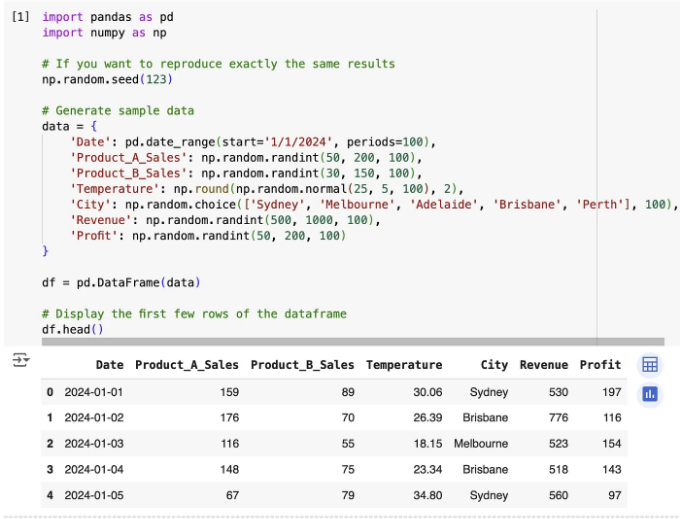 [1] import pandas as pd
import numpy as np
# If you want to reproduce exactly the same results
np.random.seed(123)
# Generate sample data
data = {
'Date': pd.date_range(start='1/1/2024', periods=100),
'Product_A_Sales': np.random.randint(50, 200, 100),
'Product_B_Sales': np.random.randint(30, 150, 100),
'Temperature': np.round(np.random.normal(25, 5, 100), 2),
'City': np.random.choice(['Sydney', 'Melbourne', 'Adelaide', 'Brisbane', 'Perth'], 100),
'Revenue': np.random.randint(500, 1000, 100),
'Profit': np.random.randint(50, 200, 100)
}
df = pd.DataFrame(data)
# Display the first few rows of the dataframe
df.head()
Date Product_A_Sales Product_B_Sales Temperature City Revenue Profit
0 2024-01-01 159 89 30.06 Sydney 530 197
1 2024-01-02 176 70 26.39 Brisbane 776 116
2 2024-01-03 116 55 18.15 Melbourne 523 154
3 2024-01-04 148 75 23.34 Brisbane 518 143
4 2024-01-05 67 79 34.80 Sydney 560 97